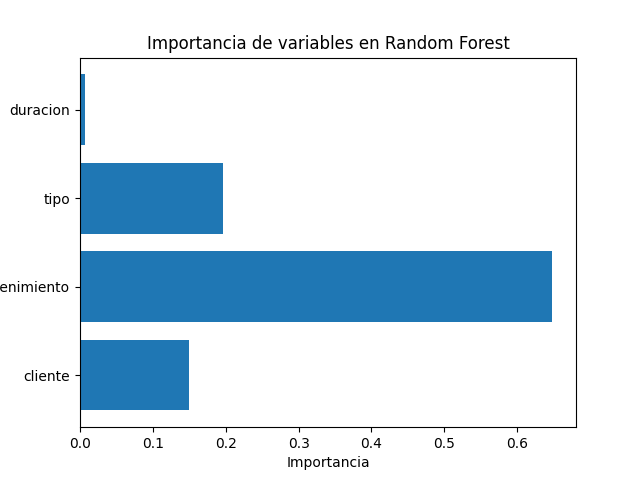 Importancia de variables en Random Forest
duracion
tipo
enimiento
cliente
0.0 0.1 0.2 0.3 0.4 0.5 0.6
Importancia